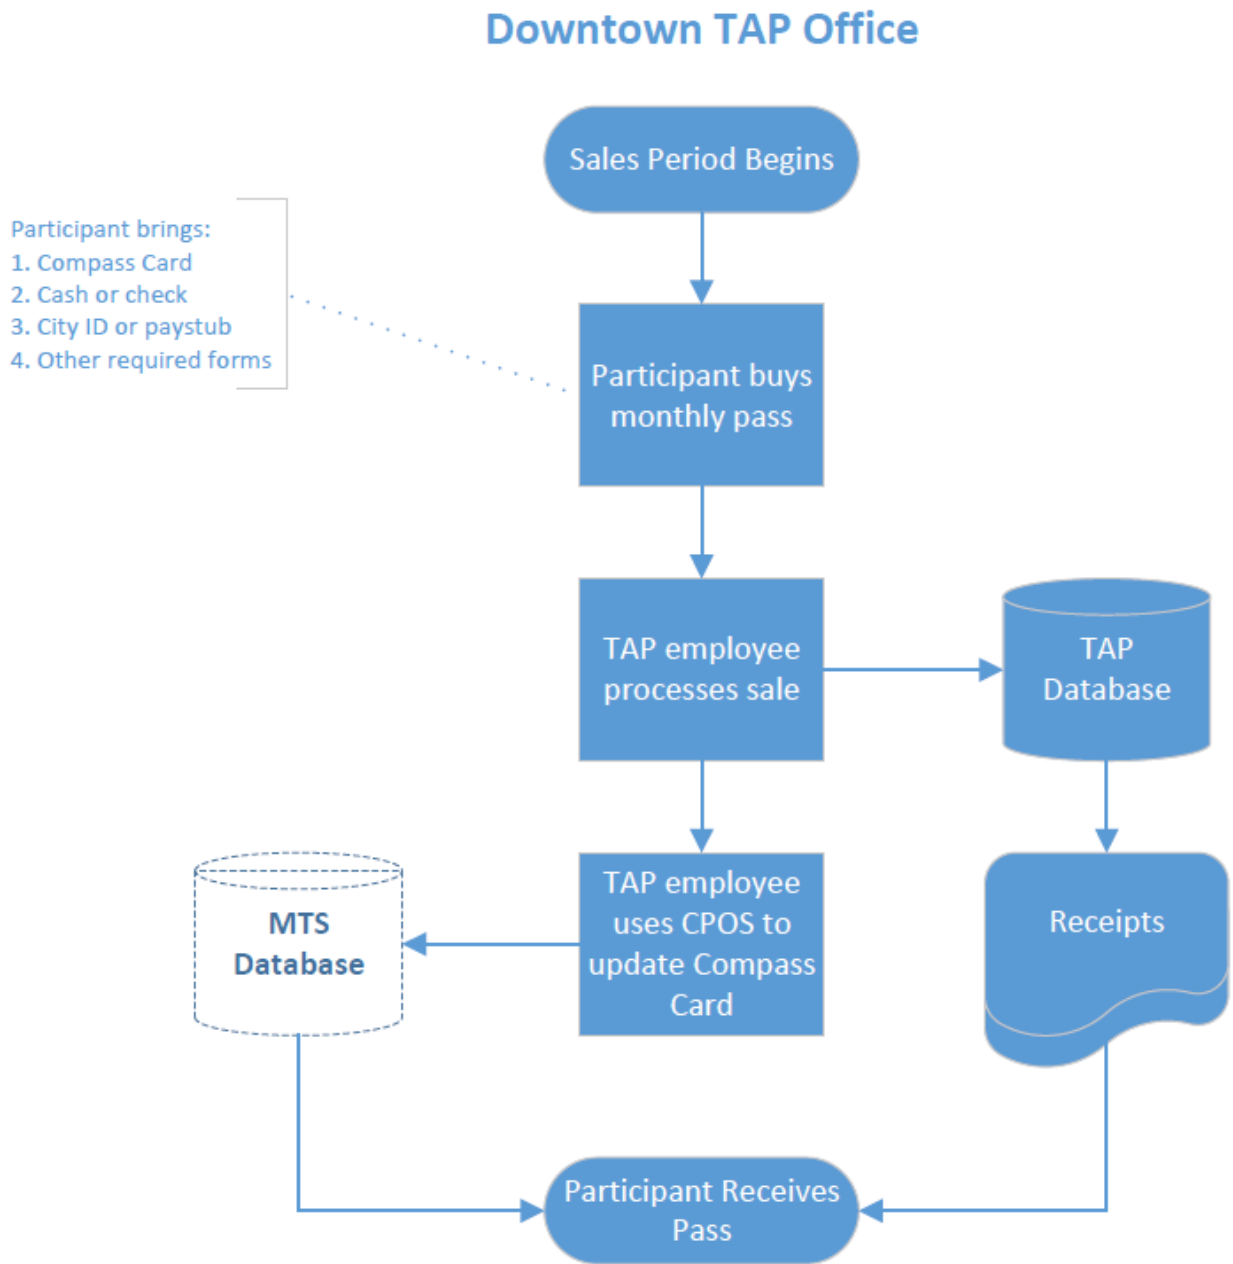 Downtown TAP Office
Sales Period Begins
Participant brings:
1. Compass Card
2. Cash or check
3. City ID or paystub
4. Other required forms
Participant buys
monthly pass
TAP employee
processes sale
TAP
Database
MTS
Database
TAP employee
uses CPOS to
update Compass
Card
Receipts
Participant Receives
Pass